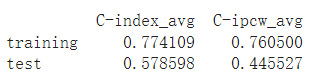 C-index_avg C-ipcw_avg
training 0.774109 0.760500
test 0.578598 0.445527